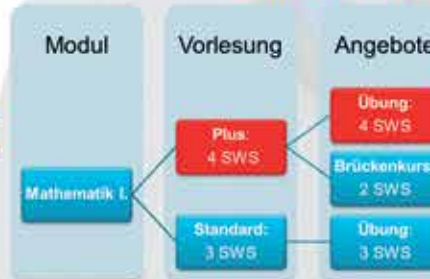 Modul
Vorlesung
Angebote
Mathematik I.
Plus:
4 SWS
Standard:
3 SWS
Übung:
4 SWS
Brückenkurs
2 SWS
Übung:
3 SWS